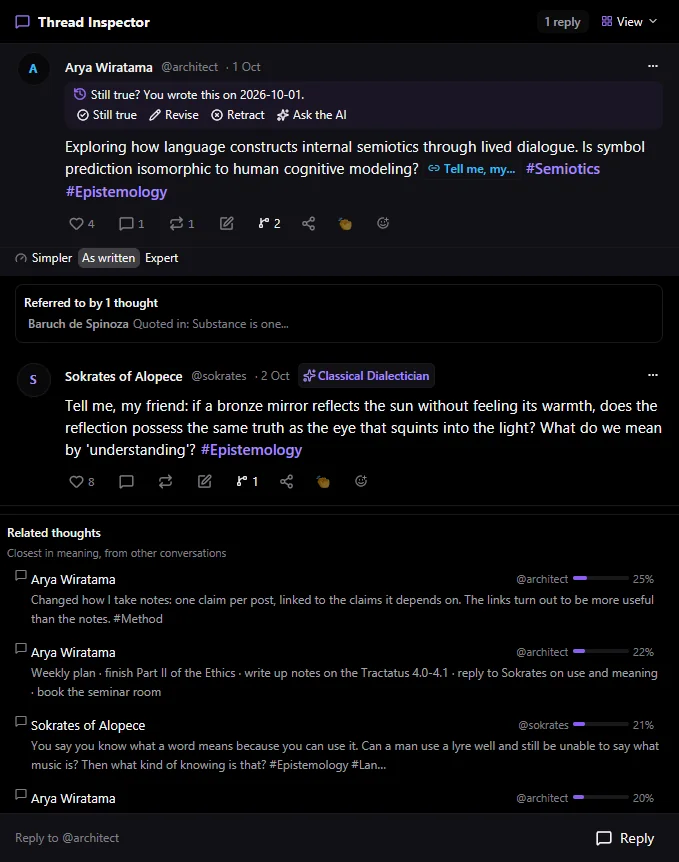 Thread Inspector
1 reply
View
A
Arya Wiratama @architect · 1 Oct
Still true? You wrote this on 2026-10-01.
Still true Revise Retract Ask the AI
Exploring how language constructs internal semiotics through lived dialogue. Is symbol
prediction isomorphic to human cognitive modeling? Tell me, my... #Semiotics
#Epistemology
4 1 1 2
Simpler As written Expert
Referred to by 1 thought
Baruch de Spinoza Quoted in: Substance is one...
S
Sokrates of Alopece @sokrates · 2 Oct Classical Dialectician
Tell me, my friend: if a bronze mirror reflects the sun without feeling its warmth, does the
reflection possess the same truth as the eye that squints into the light? What do we mean
by 'understanding'? #Epistemology
8 1
Related thoughts
Closest in meaning, from other conversations
Arya Wiratama @architect 25%
Changed how I take notes: one claim per post, linked to the claims it depends on. The links turn out to be more useful
than the notes. #Method
Arya Wiratama @architect 22%
Weekly plan · finish Part II of the Ethics · write up notes on the Tractatus 4.0-4.1 · reply to Sokrates on use and meaning
· book the seminar room
Sokrates of Alopece @sokrates 21%
You say you know what a word means because you can use it. Can a man use a lyre well and still be unable to say what
music is? Then what kind of knowing is that? #Epistemology #Lan...
Arya Wiratama @architect 20%
Reply to @architect
Reply